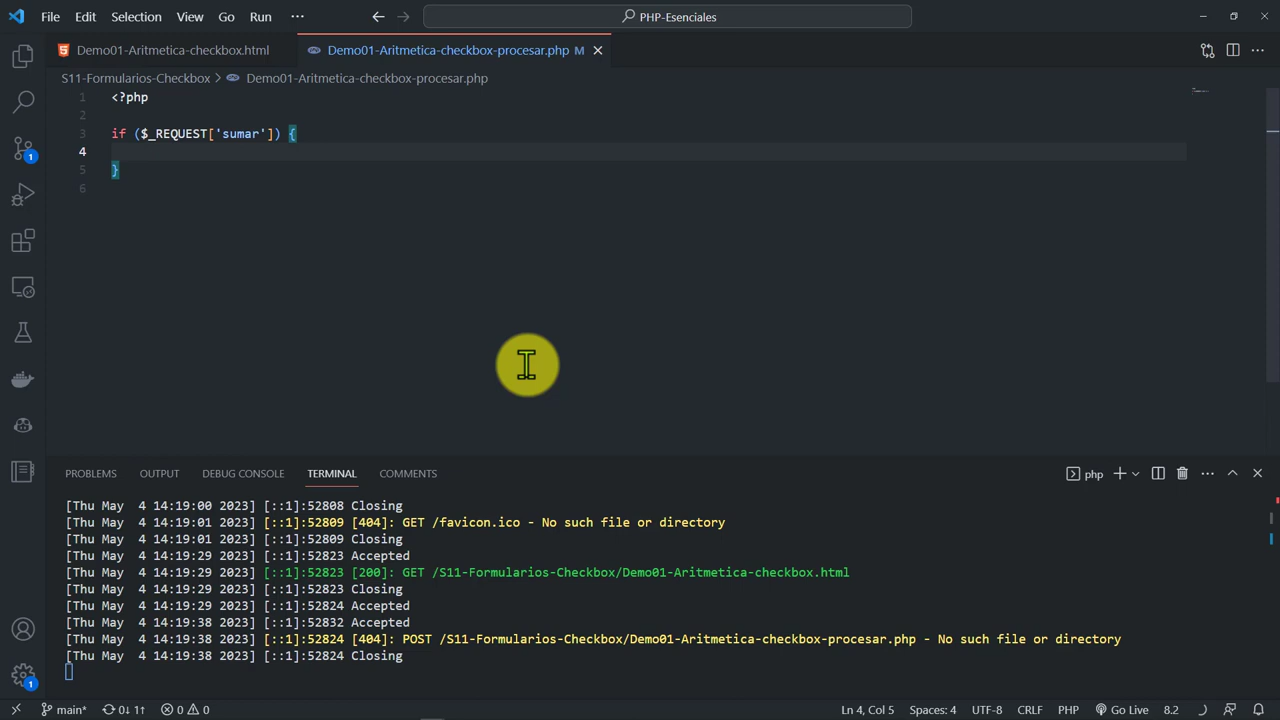 File Edit Selection View Go Run ··· PHP-Esenciales
Demo01-Aritmetica-checkbox.html Demo01-Aritmetica-checkbox-procesar.php M
S11-Formularios-Checkbox > Demo01-Aritmetica-checkbox-procesar.php
1 <?php
2
3 if ($_REQUEST['sumar']) {
4
5 }
6
1
PROBLEMS OUTPUT DEBUG CONSOLE TERMINAL COMMENTS php
[Thu May  4 14:19:00 2023] [::1]:52808 Closing
[Thu May  4 14:19:01 2023] [::1]:52809 [404]: GET /favicon.ico - No such file or directory
[Thu May  4 14:19:01 2023] [::1]:52809 Closing
[Thu May  4 14:19:29 2023] [::1]:52823 Accepted
[Thu May  4 14:19:29 2023] [::1]:52823 [200]: GET /S11-Formularios-Checkbox/Demo01-Aritmetica-checkbox.html
[Thu May  4 14:19:29 2023] [::1]:52823 Closing
[Thu May  4 14:19:29 2023] [::1]:52824 Accepted
[Thu May  4 14:19:38 2023] [::1]:52832 Accepted
[Thu May  4 14:19:38 2023] [::1]:52824 [404]: POST /S11-Formularios-Checkbox/Demo01-Aritmetica-checkbox-procesar.php - No such file or directory
[Thu May  4 14:19:38 2023] [::1]:52824 Closing
1
main* 0↓ 1↑ 0 0 Ln 4, Col 5 Spaces: 4 UTF-8 CRLF PHP Go Live 8.2